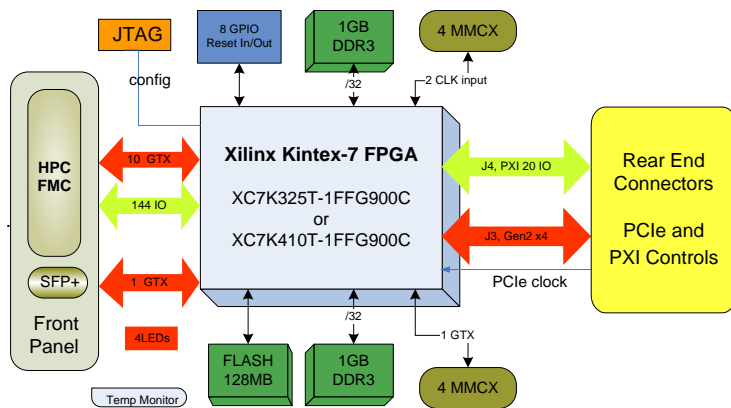 JTAG
8 GPIO
Reset In/Out
1GB
DDR3
4 MMCX
config
/32
2 CLK input
HPC
FMC
10 GTX
144 IO
SFP+
1 GTX
Front
Panel
4LEDs
Xilinx Kintex-7 FPGA
XC7K325T-1FFG900C
or
XC7K410T-1FFG900C
J4, PXI 20 IO
J3, Gen2 x4
PCIe clock
Rear End
Connectors
PCIe and
PXI Controls
/32
1 GTX
FLASH
128MB
1GB
DDR3
4 MMCX
Temp Monitor